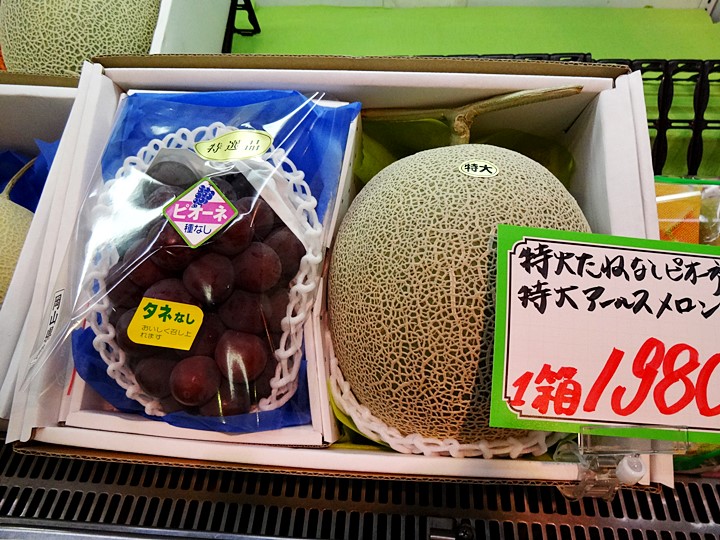 特選品
ピオーネ
種なし
タネなし
おいしく召し上
れます
岡山
特大
特大たねなしピオーネ
特大アールスメロン
1箱1980